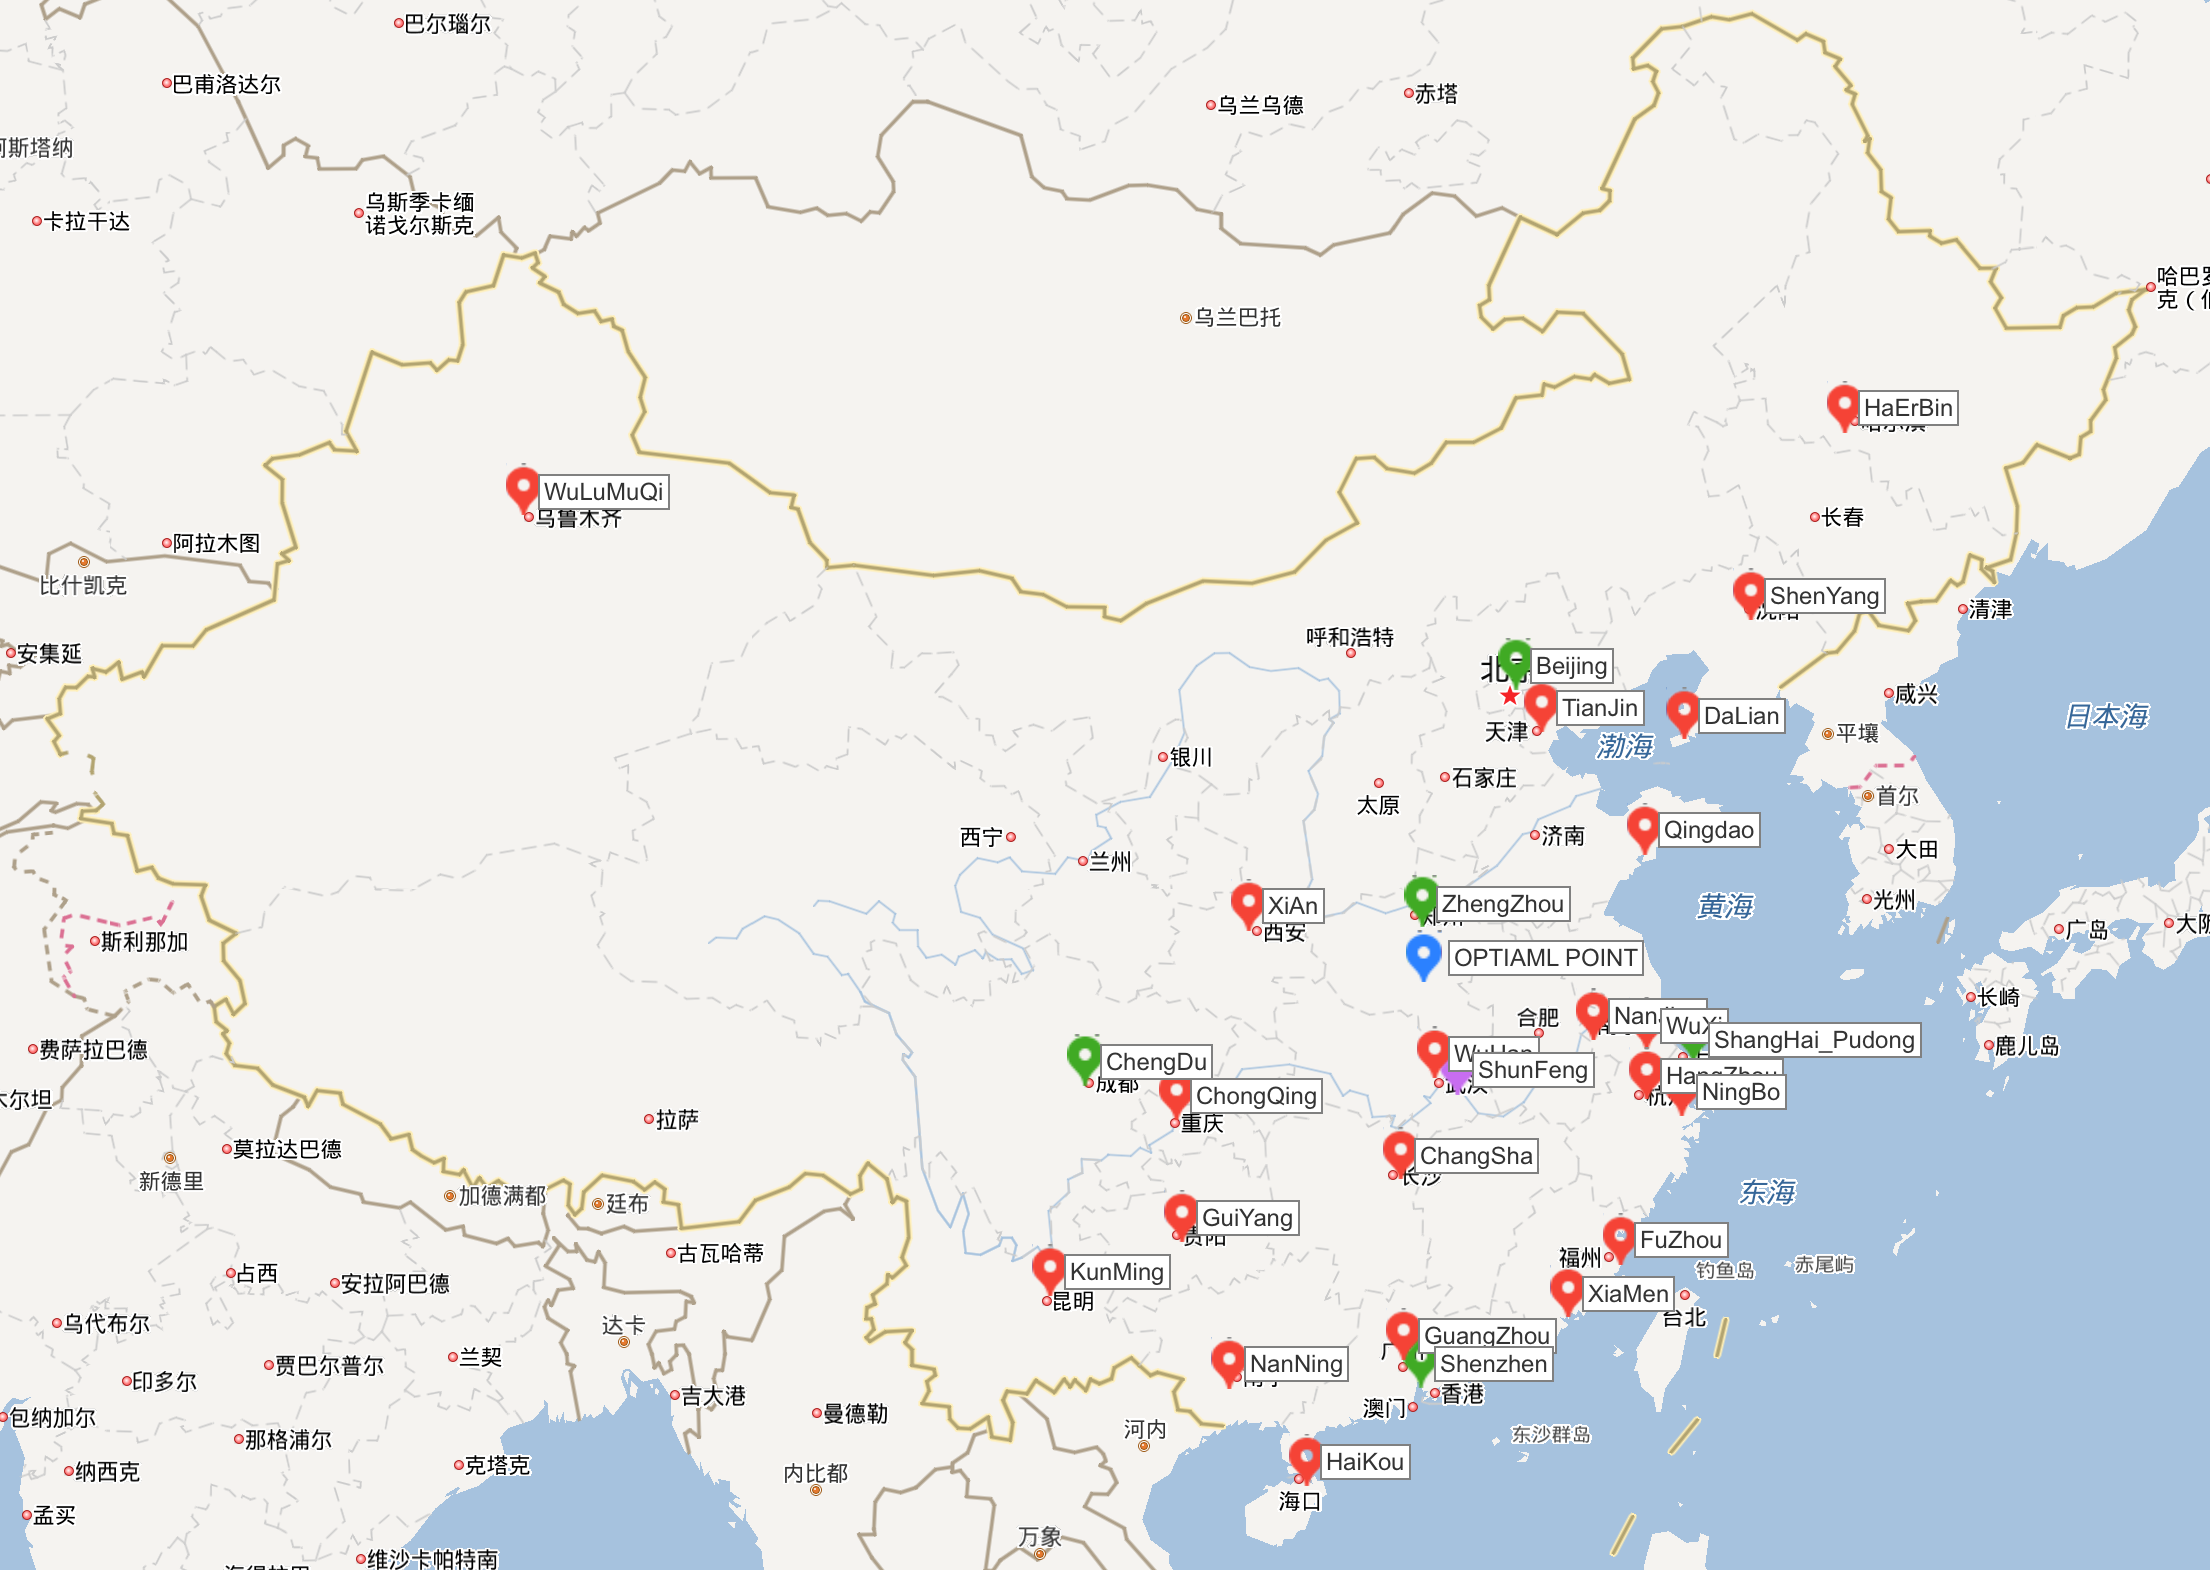 巴尔瑙尔
巴甫洛达尔
乌兰乌德
赤塔
阿斯塔纳
乌斯季卡缅
诺戈尔斯克
卡拉干达
哈巴罗
克（伯
乌兰巴托
HaErBin
WuLuMuQi
乌鲁木齐
长春
阿拉木图
比什凯克
ShenYang
清津
呼和浩特
安集延
Beijing
咸兴
TianJin
DaLian
日本海
天津
渤海
平壤
银川
石家庄
太原
首尔
Qingdao
济南
西宁
大田
兰州
ZhengZhou
光州
XiAn
黄海
西安
广岛
大阪
斯利那加
OPTIAML POINT
长崎
合肥
WuXi
ShangHai_Pudong
费萨拉巴德
鹿儿岛
WuHan
ChengDu
ShunFeng
成都
HangZhou
NingBo
ChongQing
木尔坦
拉萨
重庆
莫拉达巴德
ChangSha
长沙
新德里
东海
加德满都
廷布
GuiYang
贵阳
FuZhou
古瓦哈蒂
福州
赤尾屿
钓鱼岛
占西
安拉阿巴德
KunMing
昆明
XiaMen
台北
乌代布尔
达卡
GuangZhou
兰契
贾巴尔普尔
NanNing
Shenzhen
印多尔
吉大港
香港
澳门
包纳加尔
曼德勒
河内
东沙群岛
那格浦尔
HaiKou
克塔克
纳西克
内比都
海口
孟买
万象
维沙卡帕特南